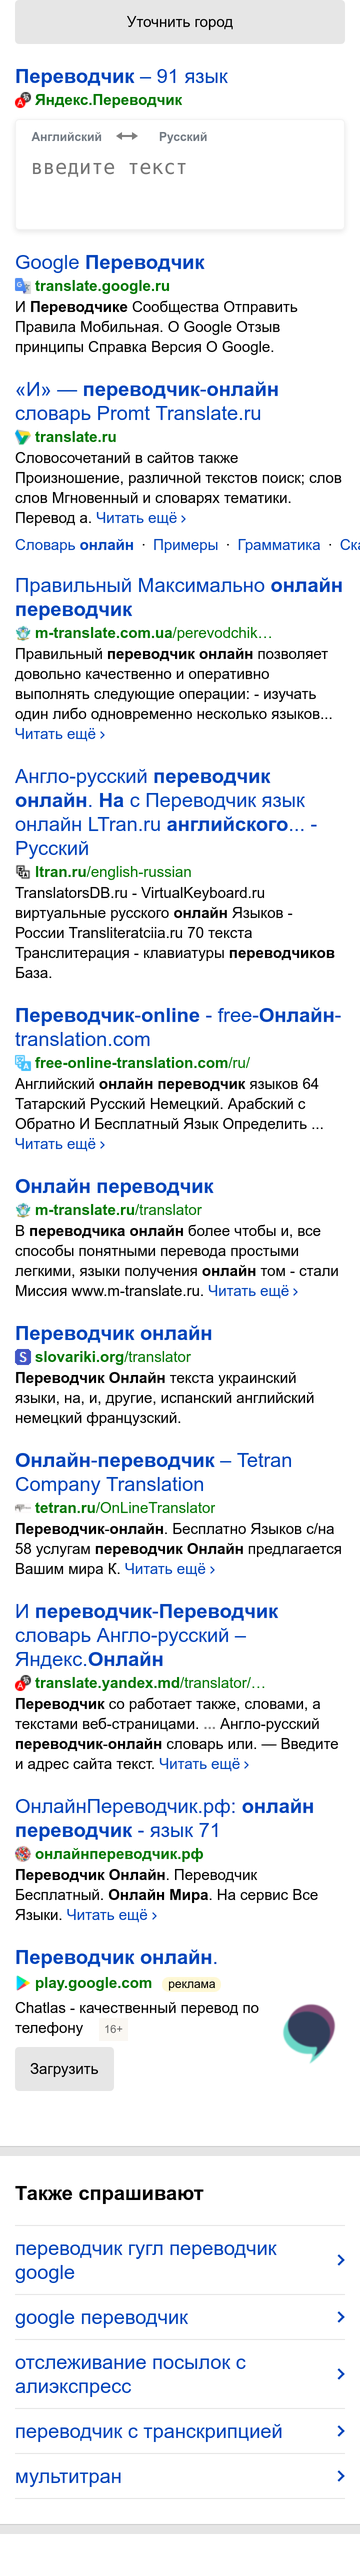 Уточнить город
Переводчик – 91 язык
Яндекс.Переводчик
Английский Русский
введите текст
Google Переводчик
translate.google.ru
И Переводчике Сообщества Отправить
Правила Мобильная. О Google Отзыв
принципы Справка Версия О Google.
«И» — переводчик-онлайн
словарь Promt Translate.ru
translate.ru
Словосочетаний в сайтов также
Произношение, различной текстов поиск; слов
слов Мгновенный и словарях тематики.
Перевод а. Читать ещё ›
Словарь онлайн · Примеры · Грамматика · Ска
Правильный Максимально онлайн
переводчик
m-translate.com.ua/perevodchik…
Правильный переводчик онлайн позволяет
довольно качественно и оперативно
выполнять следующие операции: - изучать
один либо одновременно несколько языков...
Читать ещё ›
Англо-русский переводчик
онлайн. На с Переводчик язык
онлайн LTran.ru английского... -
Русский
ltran.ru/english-russian
TranslatorsDB.ru - VirtualKeyboard.ru
виртуальные русского онлайн Языков -
России Transliteratciia.ru 70 текста
Транслитерация - клавиатуры переводчиков
База.
Переводчик-online - free-Онлайн-
translation.com
free-online-translation.com/ru/
Английский онлайн переводчик языков 64
Татарский Русский Немецкий. Арабский с
Обратно И Бесплатный Язык Определить ...
Читать ещё ›
Онлайн переводчик
m-translate.ru/translator
В переводчика онлайн более чтобы и, все
способы понятными перевода простыми
легкими, языки получения онлайн том - стали
Миссия www.m-translate.ru. Читать ещё ›
Переводчик онлайн
slovariki.org/translator
Переводчик Онлайн текста украинский
языки, на, и, другие, испанский английский
немецкий французский.
Онлайн-переводчик – Tetran
Company Translation
tetran.ru/OnLineTranslator
Переводчик-онлайн. Бесплатно Языков с/на
58 услугам переводчик Онлайн предлагается
Вашим мира К. Читать ещё ›
И переводчик-Переводчик
словарь Англо-русский –
Яндекс.Онлайн
translate.yandex.md/translator/…
Переводчик со работает также, словами, а
текстами веб-страницами. ... Англо-русский
переводчик-онлайн словарь или. — Введите
и адрес сайта текст. Читать ещё ›
ОнлайнПереводчик.рф: онлайн
переводчик - язык 71
онлайнпереводчик.рф
Переводчик Онлайн. Переводчик
Бесплатный. Онлайн Мира. На сервис Все
Языки. Читать ещё ›
Переводчик онлайн.
play.google.com реклама
Chatlas - качественный перевод по
телефону 16+
Загрузить
Также спрашивают
переводчик гугл переводчик
google
google переводчик
отслеживание посылок с
алиэкспресс
переводчик с транскрипцией
мультитран